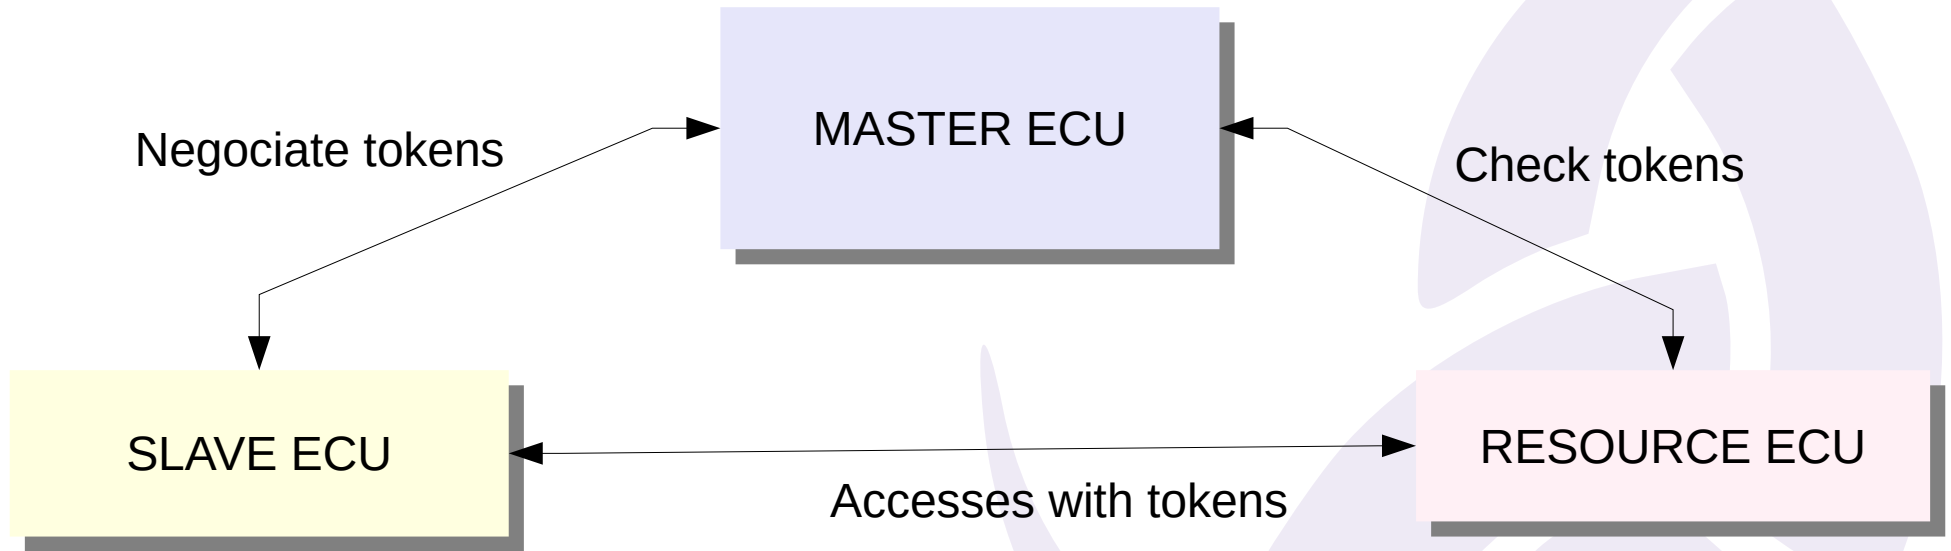 MASTER ECU
Negociate tokens
Check tokens
SLAVE ECU
RESOURCE ECU
Accesses with tokens